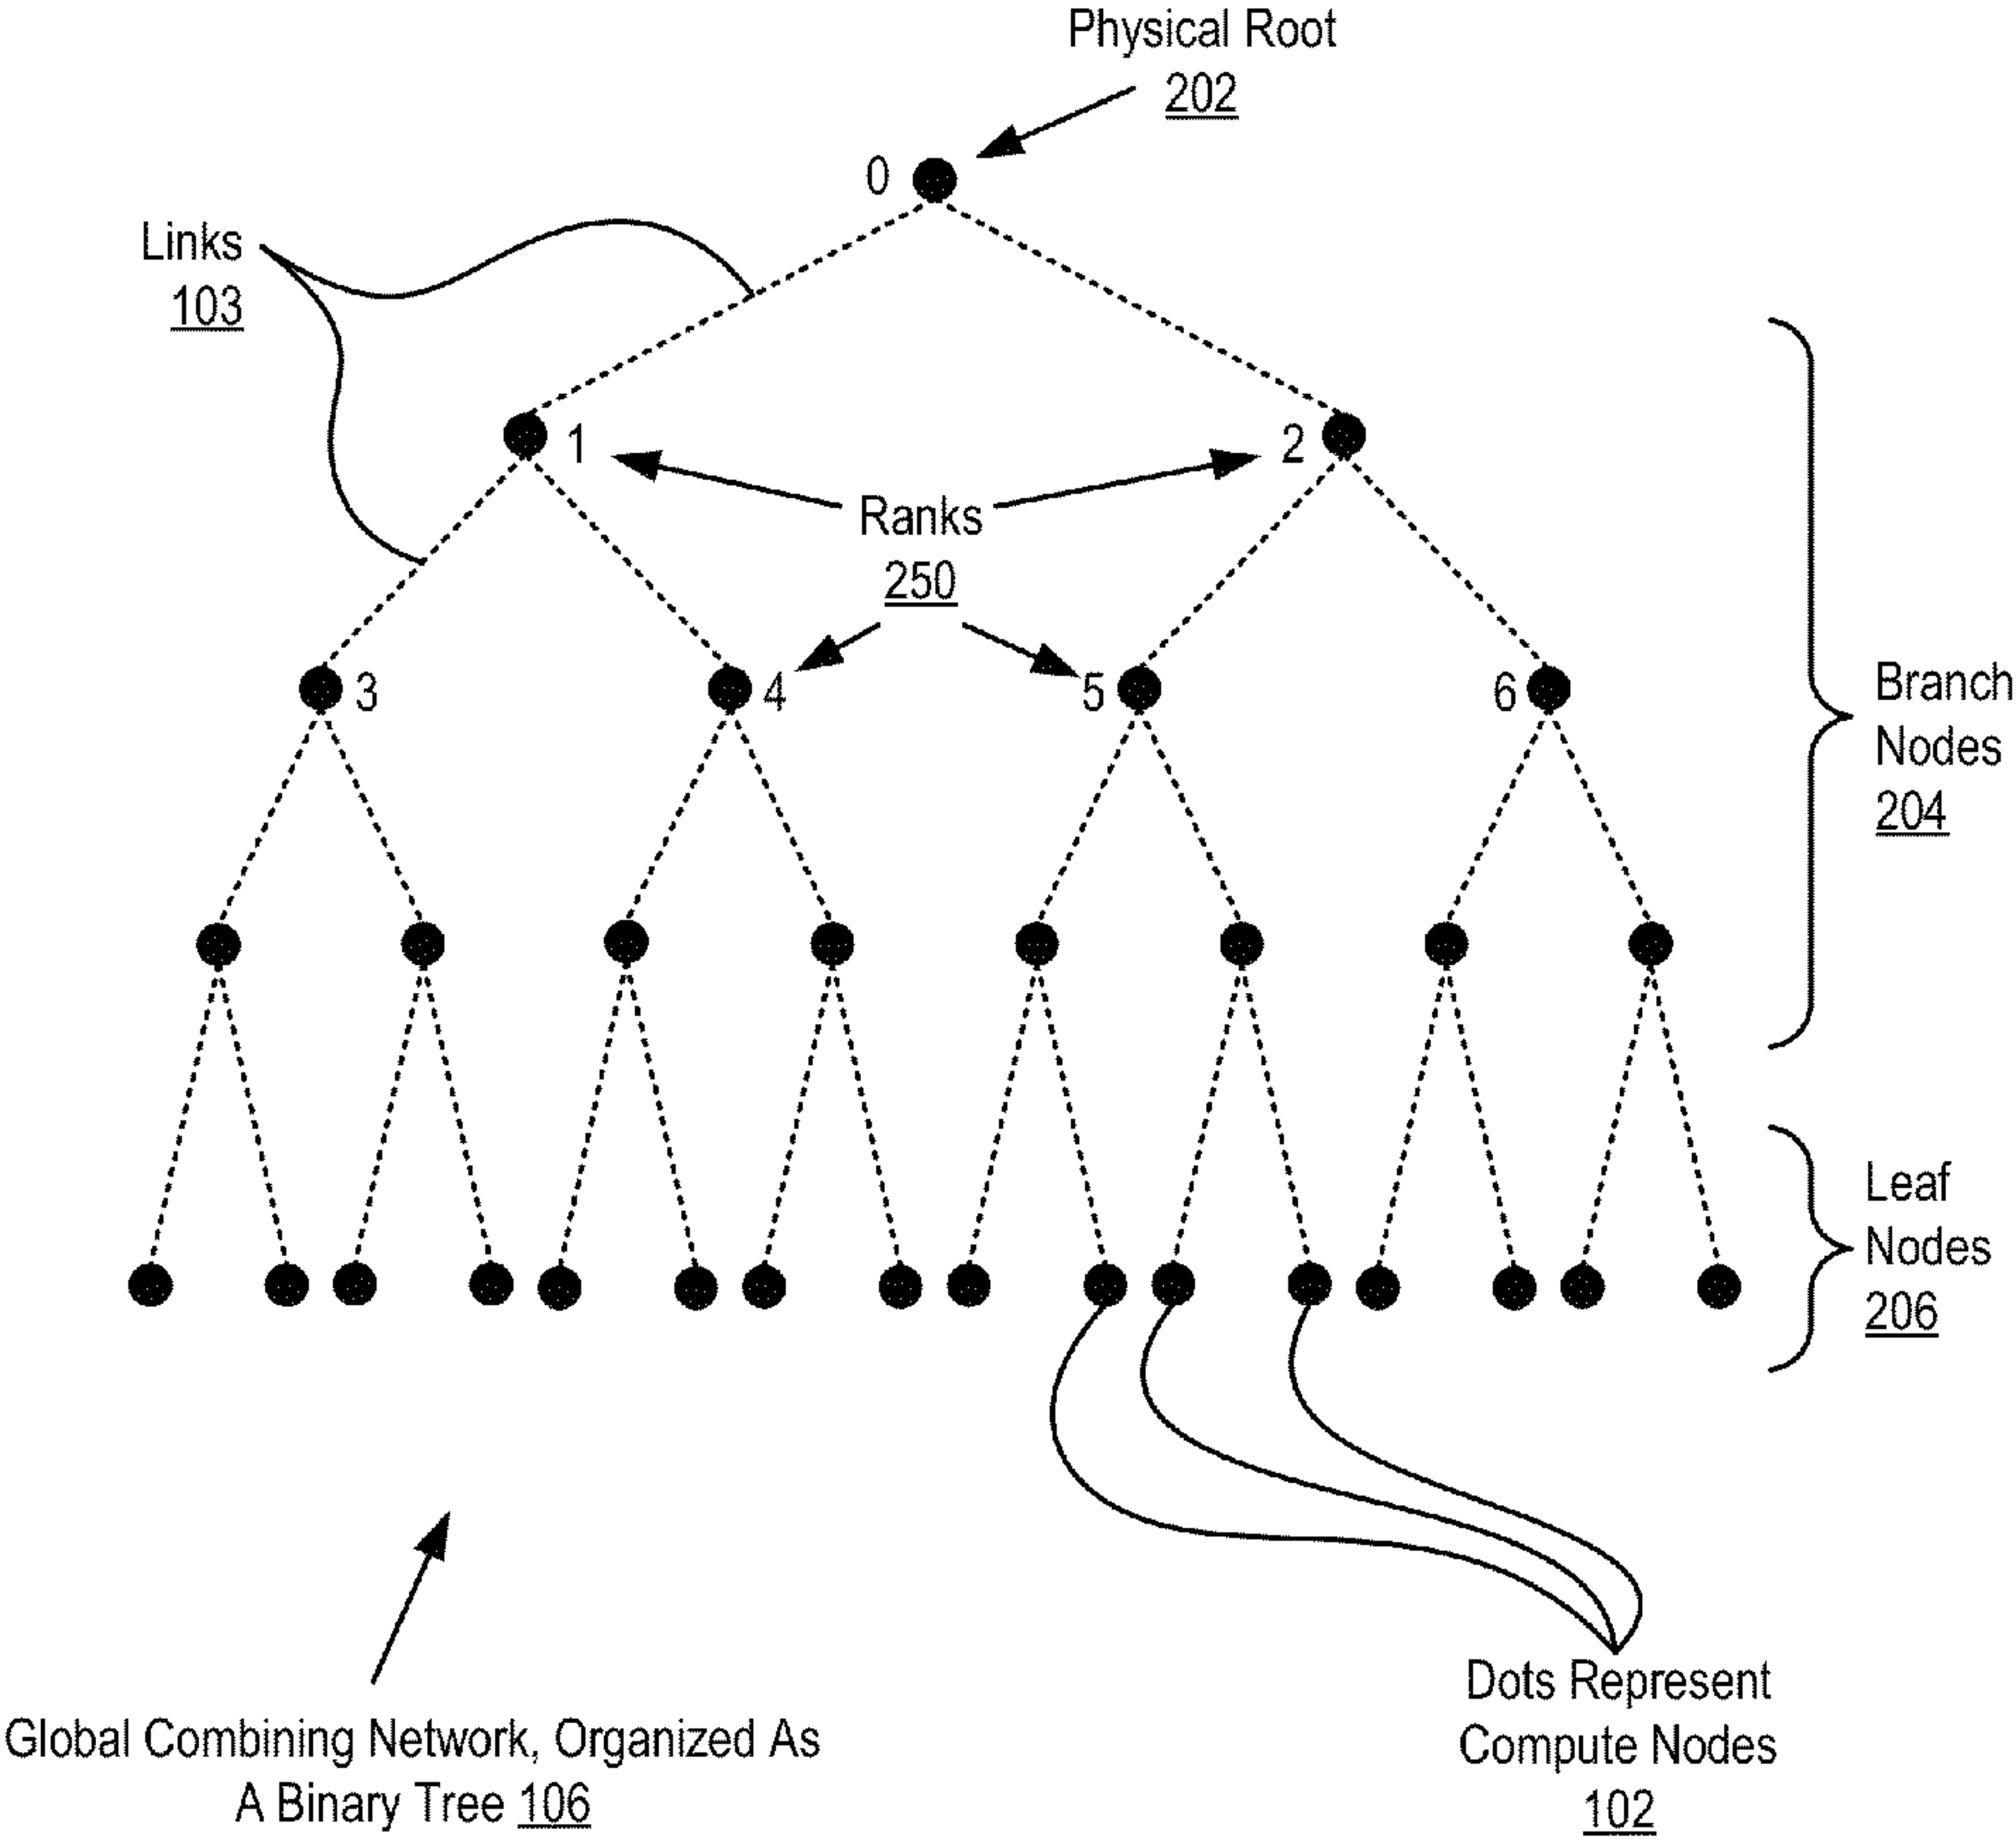 Physical Root
202
0
Links
103
1
2
Ranks
250
3
4
5
6
Branch
Nodes
204
Leaf
Nodes
206
Global Combining Network, Organized As
A Binary Tree 106
Dots Represent
Compute Nodes
102